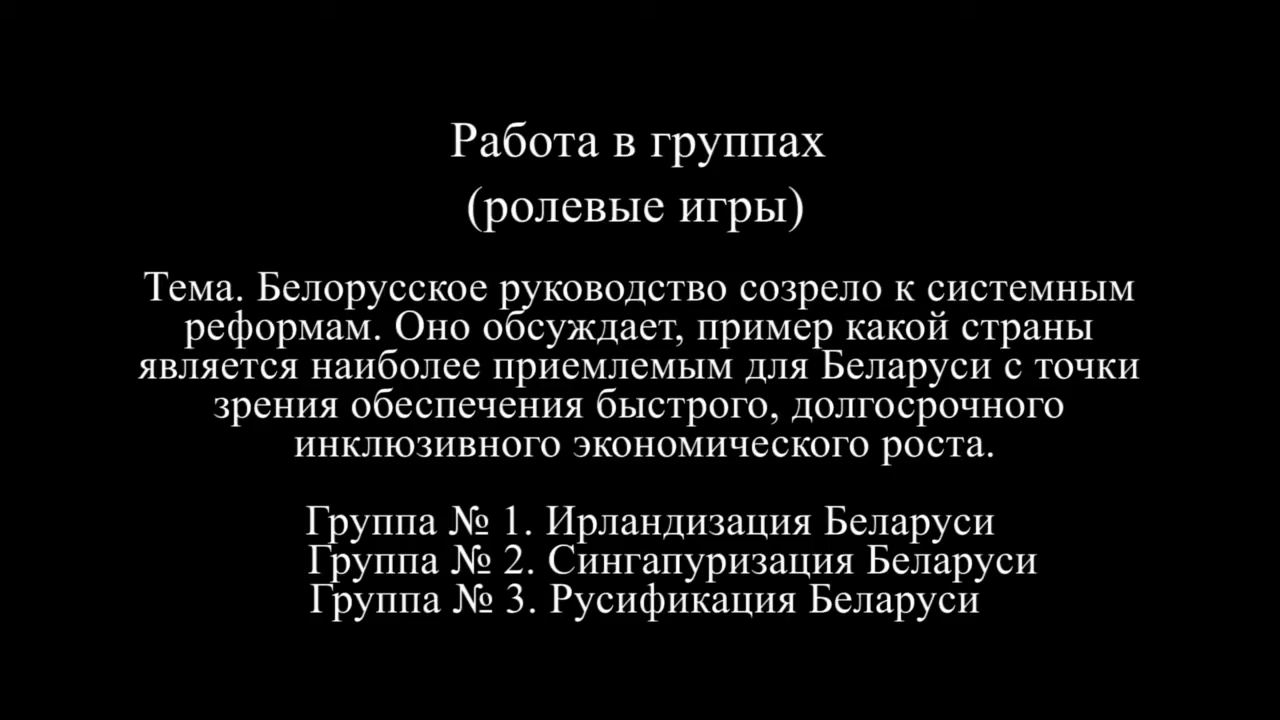 Работа в группах
(ролевые игры)
Тема. Белорусское руководство созрело к системным
реформам. Оно обсуждает, пример какой страны
является наиболее приемлемым для Беларуси с точки
зрения обеспечения быстрого, долгосрочного
инклюзивного экономического роста.
Группа № 1. Ирландизация Беларуси
Группа № 2. Сингапуризация Беларуси
Группа № 3. Русификация Беларуси